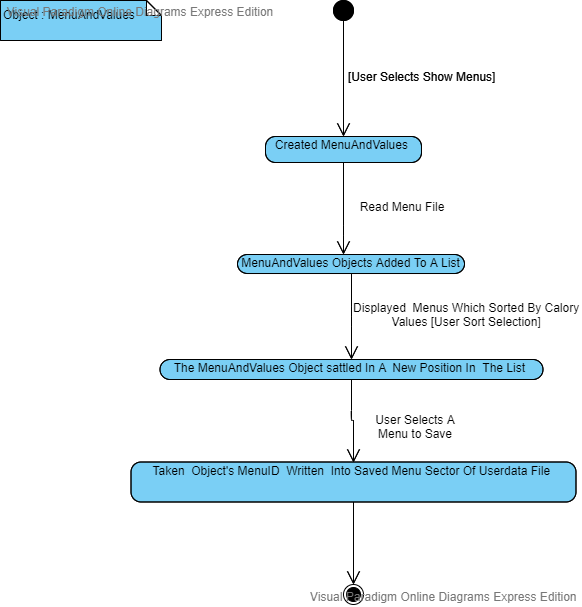 Visual Paradigm Online Diagrams Express Edition
Object : MenuAndValues
[User Selects Show Menus]
Created MenuAndValues
Read Menu File
MenuAndValues Objects Added To A List
Displayed Menus Which Sorted By Calory
Values [User Sort Selection]
The MenuAndValues Object sattled In A New Position In The List
User Selects A
Menu to Save
Taken Object's MenuID Written Into Saved Menu Sector Of Userdata File
Visual Paradigm Online Diagrams Express Edition